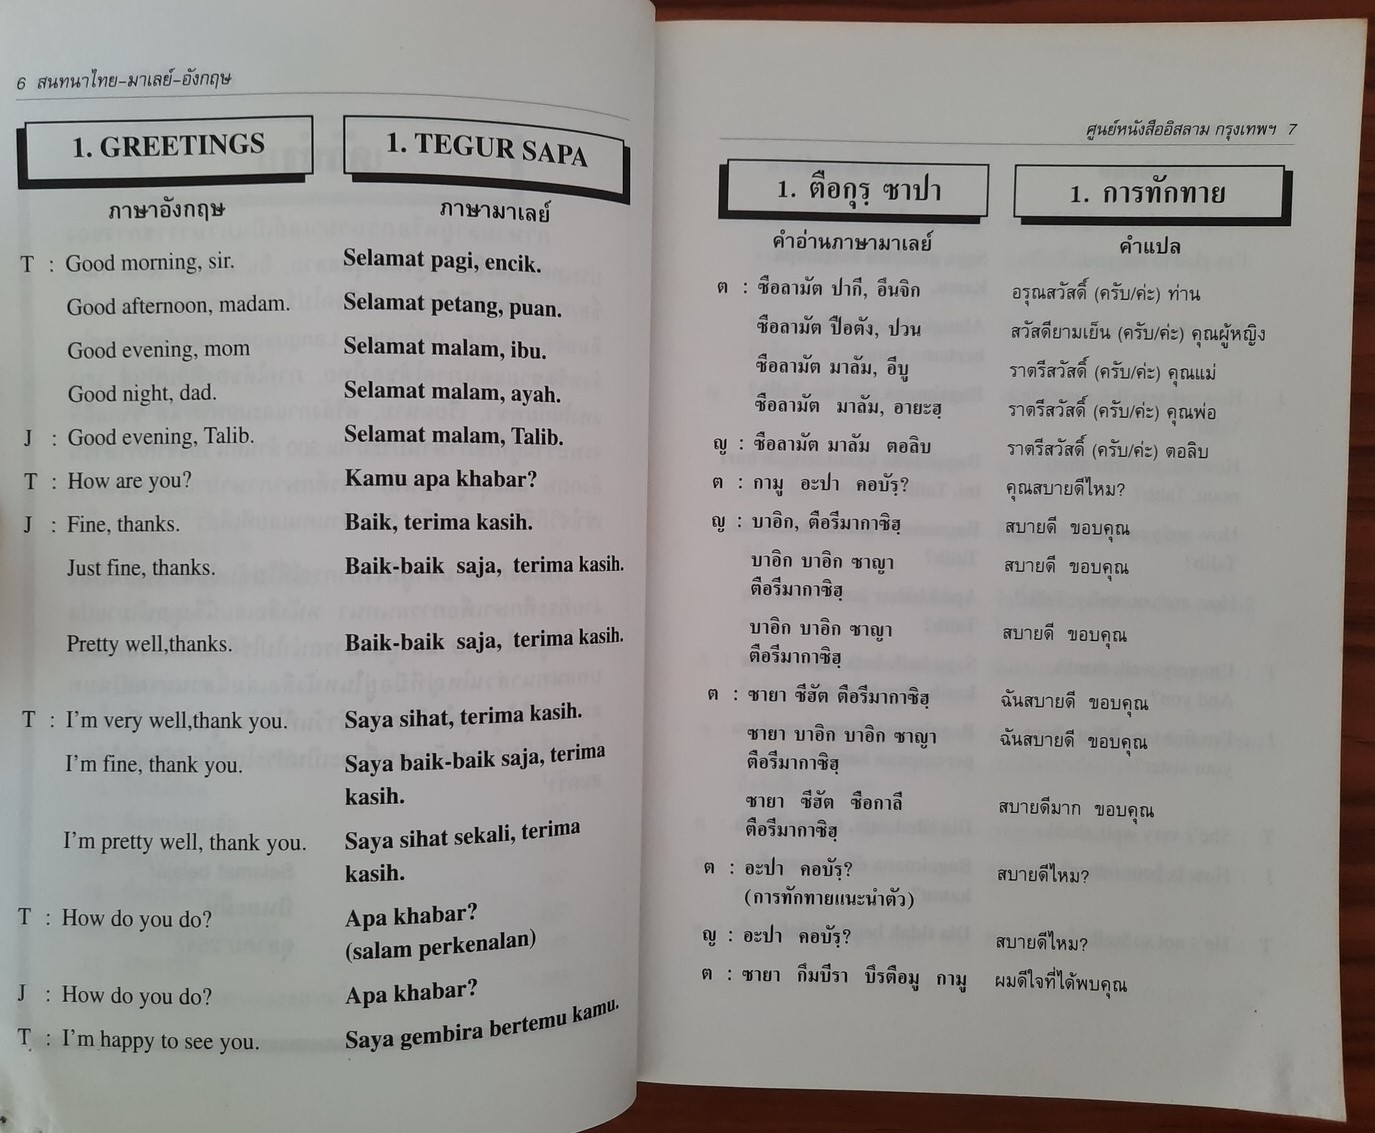 6 สนทนาไทย-มาเลย์-อังกฤษ
1. GREETINGS
1. TEGUR SAPA
ภาษาอังกฤษ
ภาษามาเลย์
T : Good morning, sir.
Selamat pagi, encik.
Good afternoon, madam.
Selamat petang, puan.
Good evening, mom
Selamat malam, ibu.
Good night, dad.
Selamat malam, ayah.
J : Good evening, Talib.
Selamat malam, Talib.
T : How are you?
Kamu apa khabar?
J : Fine, thanks.
Baik, terima kasih.
Just fine, thanks.
Baik-baik saja, terima kasih.
Pretty well,thanks.
Baik-baik saja, terima kasih.
T : I'm very well,thank you.
Saya sihat, terima kasih.
I'm fine, thank you.
Saya baik-baik saja, terima
kasih.
I'm pretty well, thank you.
Saya sihat sekali, terima
kasih.
T : How do you do?
Apa khabar?
(salam perkenalan)
J : How do you do?
Apa khabar?
T : I'm happy to see you.
Saya gembira bertemu kamu.
ศูนย์หนังสืออิสลาม กรุงเทพฯ 7
1. ตือกุรฺ ซาปา
1. การทักทาย
คำอ่านภาษามาเลย์
คำแปล
ต : ซือลามัต ปากี, อึนจิก
อรุณสวัสดิ์ (ครับ/ค่ะ) ท่าน
ซือลามัต ปือตัง, ปวน
สวัสดียามเย็น (ครับ/ค่ะ) คุณผู้หญิง
ซือลามัต มาลัม, อีบู
ราตรีสวัสดิ์ (ครับ/ค่ะ) คุณแม่
ซือลามัต มาลัม, อายะฮฺ
ราตรีสวัสดิ์ (ครับ/ค่ะ) คุณพ่อ
ญ : ซือลามัต มาลัม ตอลิบ
ราตรีสวัสดิ์ (ครับ/ค่ะ) ตอลิบ
ต : กามู อะปา คอบัรฺ?
คุณสบายดีไหม?
ญ : บาอิก, ตือรีมากาซิฮฺ
สบายดี ขอบคุณ
บาอิก บาอิก ซาญา
ตือรีมากาซิฮฺ
สบายดี ขอบคุณ
บาอิก บาอิก ซาญา
ตือรีมากาซิฮฺ
สบายดี ขอบคุณ
ต : ซายา ซีฮัต ตือรีมากาซิฮฺ
ฉันสบายดี ขอบคุณ
ซายา บาอิก บาอิก ซาญา
ตือรีมากาซิฮฺ
ฉันสบายดี ขอบคุณ
ซายา ซีฮัต ซือกาลี
ตือรีมากาซิฮฺ
สบายดีมาก ขอบคุณ
ต : อะปา คอบัรฺ?
(การทักทายแนะนำตัว)
สบายดีไหม?
ญ : อะปา คอบัรฺ?
สบายดีไหม?
ต : ซายา กึมบีรา บึรตือมู กามู
ผมดีใจที่ได้พบคุณ